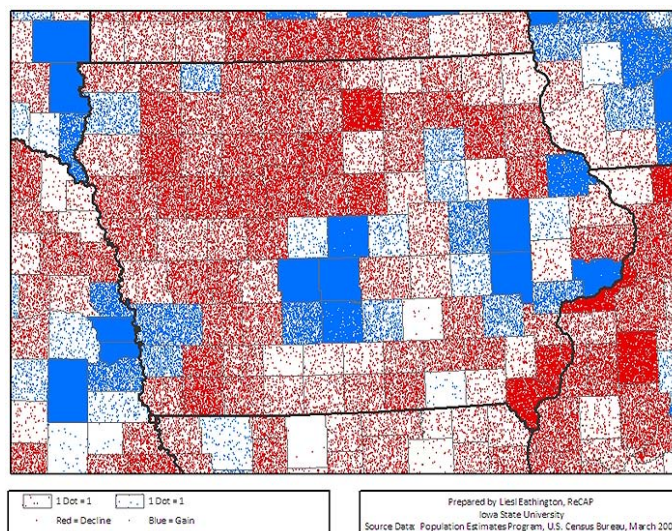 1 Dot = 1 1 Dot = 1
Red = Decline Blue = Gain
Prepared by Liesl Eathington, ReCAP
Iowa State University
Source Data: Population Estimates Program, U.S. Census Bureau, March